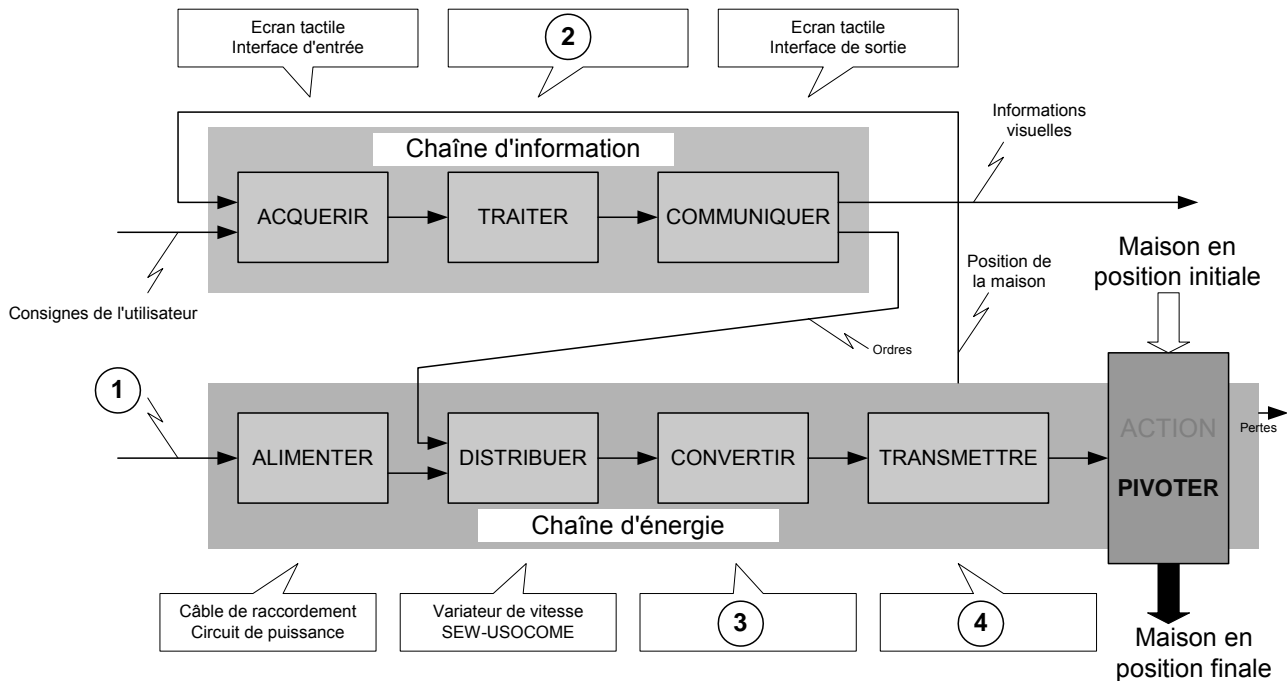 Ecran tactile
Interface d'entrée
2
Ecran tactile
Interface de sortie
Informations
visuelles
Chaîne d'information
ACQUERIR
TRAITER
COMMUNIQUER
Consignes de l'utilisateur
Position de
la maison
Maison en
position initiale
Ordres
1
ALIMENTER
DISTRIBUER
CONVERTIR
TRANSMETTRE
ACTION
PIVOTER
Pertes
Chaîne d'énergie
Câble de raccordement
Circuit de puissance
Variateur de vitesse
SEW-USOCOME
3
4
Maison en
position finale